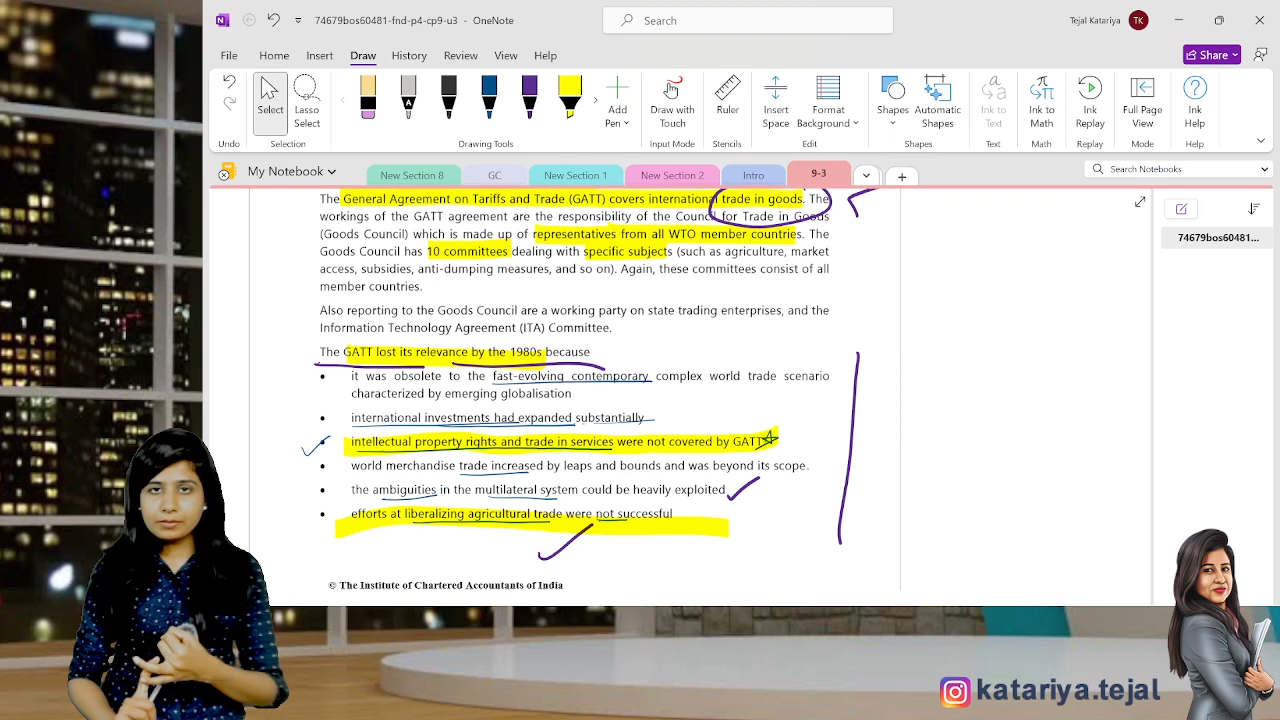 74679bos60481-fnd-p4-cp9-u3 - OneNote
Search
Tejal Katariya
TK
File Home Insert Draw History Review View Help
Share
Select
Lasso Select
Add Pen
Draw with Touch
Ruler
Insert Space
Format Background
Shapes
Automatic Shapes
Ink to Text
Ink to Math
Ink Replay
Full Page View
Ink Help
Undo Selection Drawing Tools Input Mode Stencils Edit Shapes Text Math Replay Mode Help
My Notebook
New Section 8
GC
New Section 1
New Section 2
Intro
9-3
Search Notebooks
74679bos60481...
The General Agreement on Tariffs and Trade (GATT) covers international trade in goods. The
workings of the GATT agreement are the responsibility of the Council for Trade in Goods
(Goods Council) which is made up of representatives from all WTO member countries. The
Goods Council has 10 committees dealing with specific subjects (such as agriculture, market
access, subsidies, anti-dumping measures, and so on). Again, these committees consist of all
member countries.
Also reporting to the Goods Council are a working party on state trading enterprises, and the
Information Technology Agreement (ITA) Committee.
The GATT lost its relevance by the 1980s because
• it was obsolete to the fast-evolving contemporary complex world trade scenario
characterized by emerging globalisation
• international investments had expanded substantially
• intellectual property rights and trade in services were not covered by GATT
• world merchandise trade increased by leaps and bounds and was beyond its scope.
• the ambiguities in the multilateral system could be heavily exploited
• efforts at liberalizing agricultural trade were not successful
© The Institute of Chartered Accountants of India
katariya.tejal